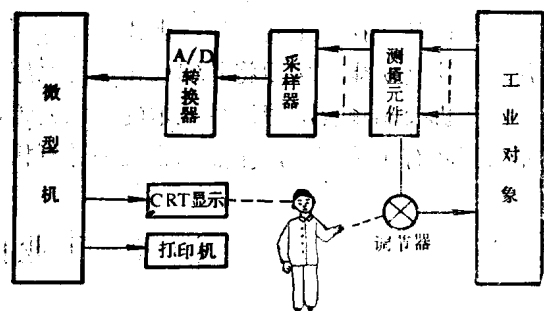 微型机
A/D
转换器
采样器
测量元件
工业对象
CRT显示
打印机
调节器